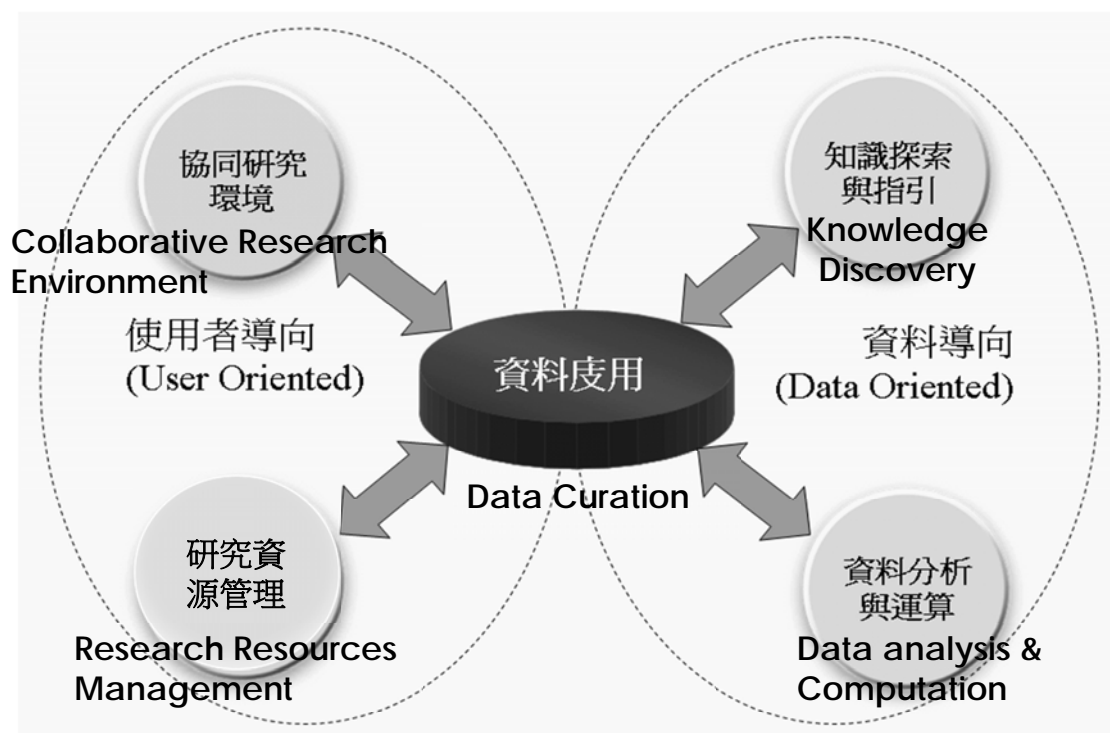 協同研究
環境
Collaborative Research
Environment
使用者導向
(User Oriented)
研究資
源管理
Research Resources
Management
資料庋用
Data Curation
知識探索
與指引
Knowledge
Discovery
資料導向
(Data Oriented)
資料分析
與運算
Data analysis &
Computation